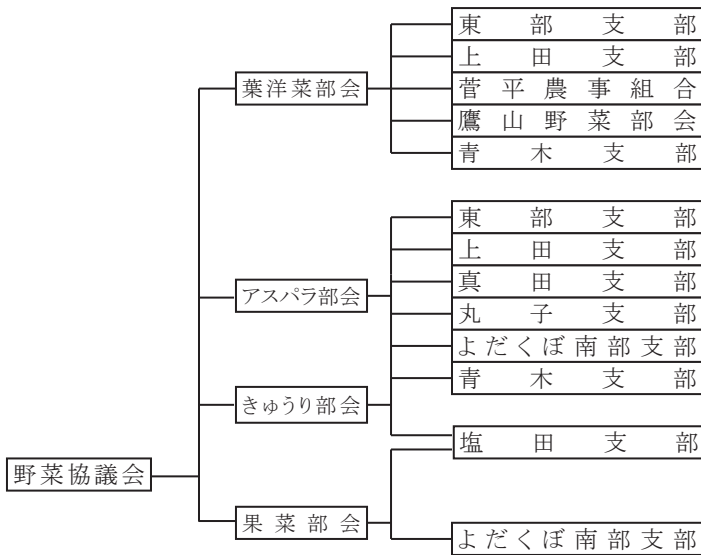 野菜協議会
葉洋菜部会
東部支部
上田支部
菅平農事組合
鷹山野菜部会
青木支部
アスパラ部会
きゅうり部会
東部支部
上田支部
真田支部
丸子支部
よだくぼ南部支部
青木支部
塩田支部
果菜部会
よだくぼ南部支部